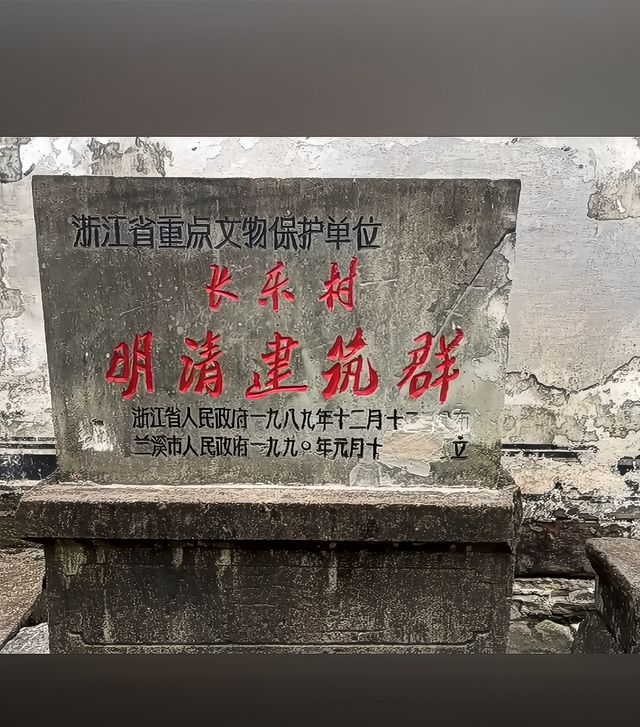 浙江省重点文物保护单位
长乐村
明清建筑群
浙江省人民政府一九八九年十二月十二
兰溪市人民政府一九九〇年元月十 立